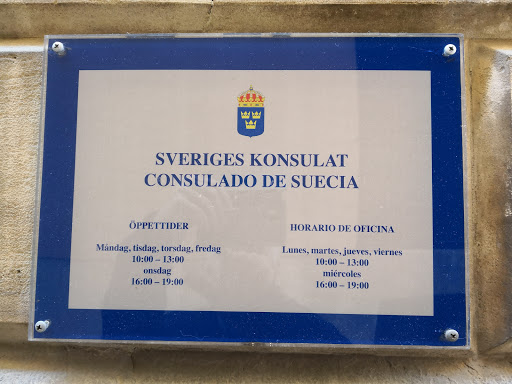 SVERIGES KONSULAT
CONSULADO DE SUECIA
ÖPPETTIDER
Måndag, tisdag, torsdag, fredag
10:00 – 13:00
onsdag
16:00 – 19:00
HORARIO DE OFICINA
Lunes, martes, jueves, viernes
10:00 – 13:00
miércoles
16:00 – 19:00